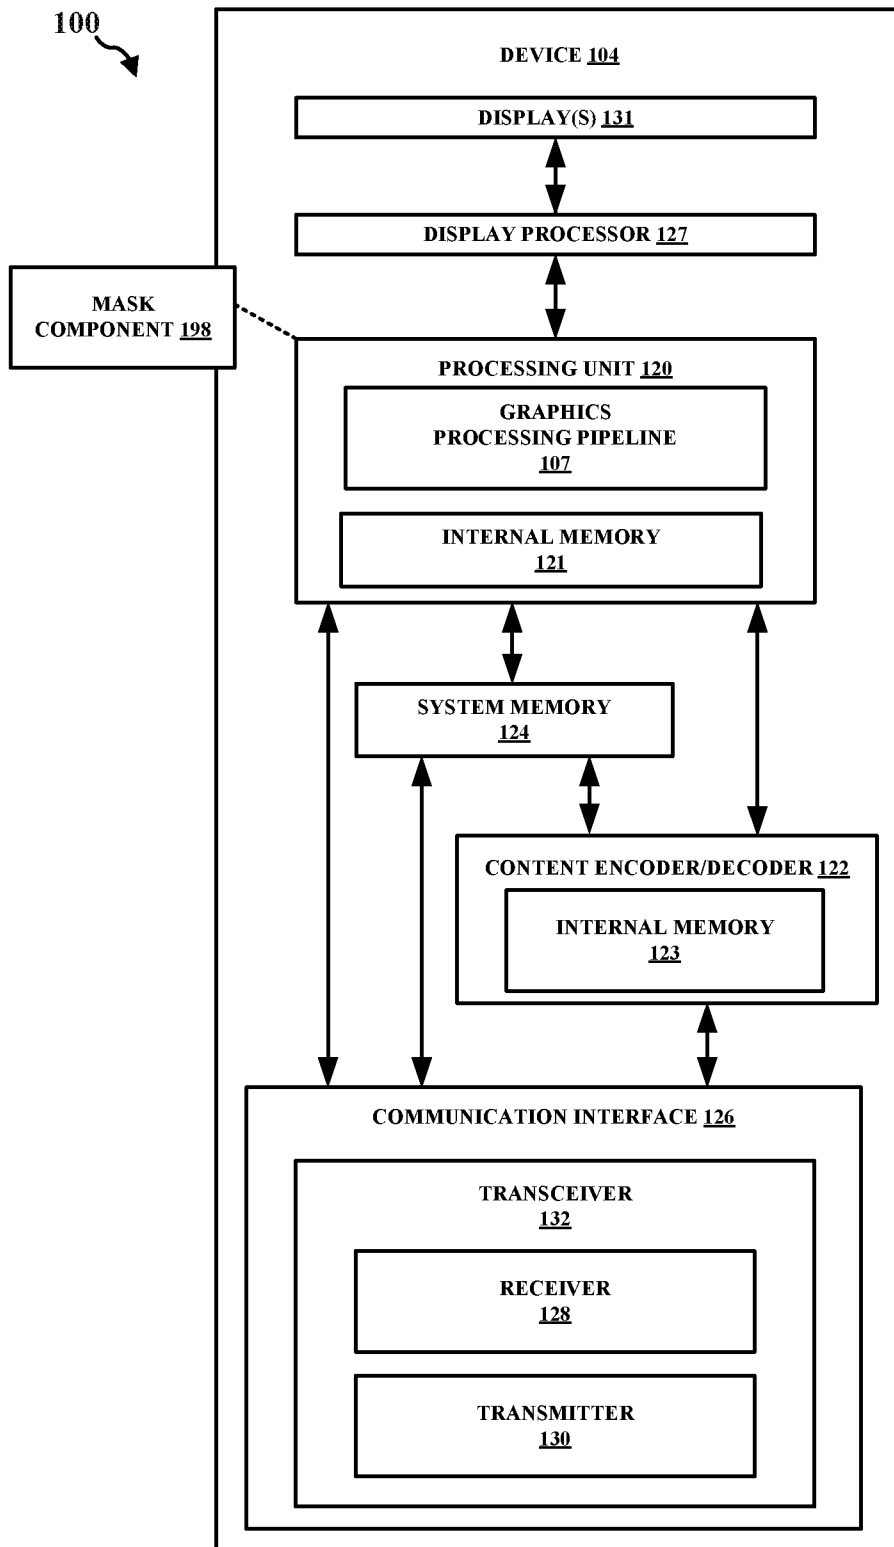 100
DEVICE 104
DISPLAY(S) 131
DISPLAY PROCESSOR 127
MASK
COMPONENT 198
PROCESSING UNIT 120
GRAPHICS
PROCESSING PIPELINE
107
INTERNAL MEMORY
121
SYSTEM MEMORY
124
CONTENT ENCODER/DECODER 122
INTERNAL MEMORY
123
COMMUNICATION INTERFACE 126
TRANSCEIVER
132
RECEIVER
128
TRANSMITTER
130